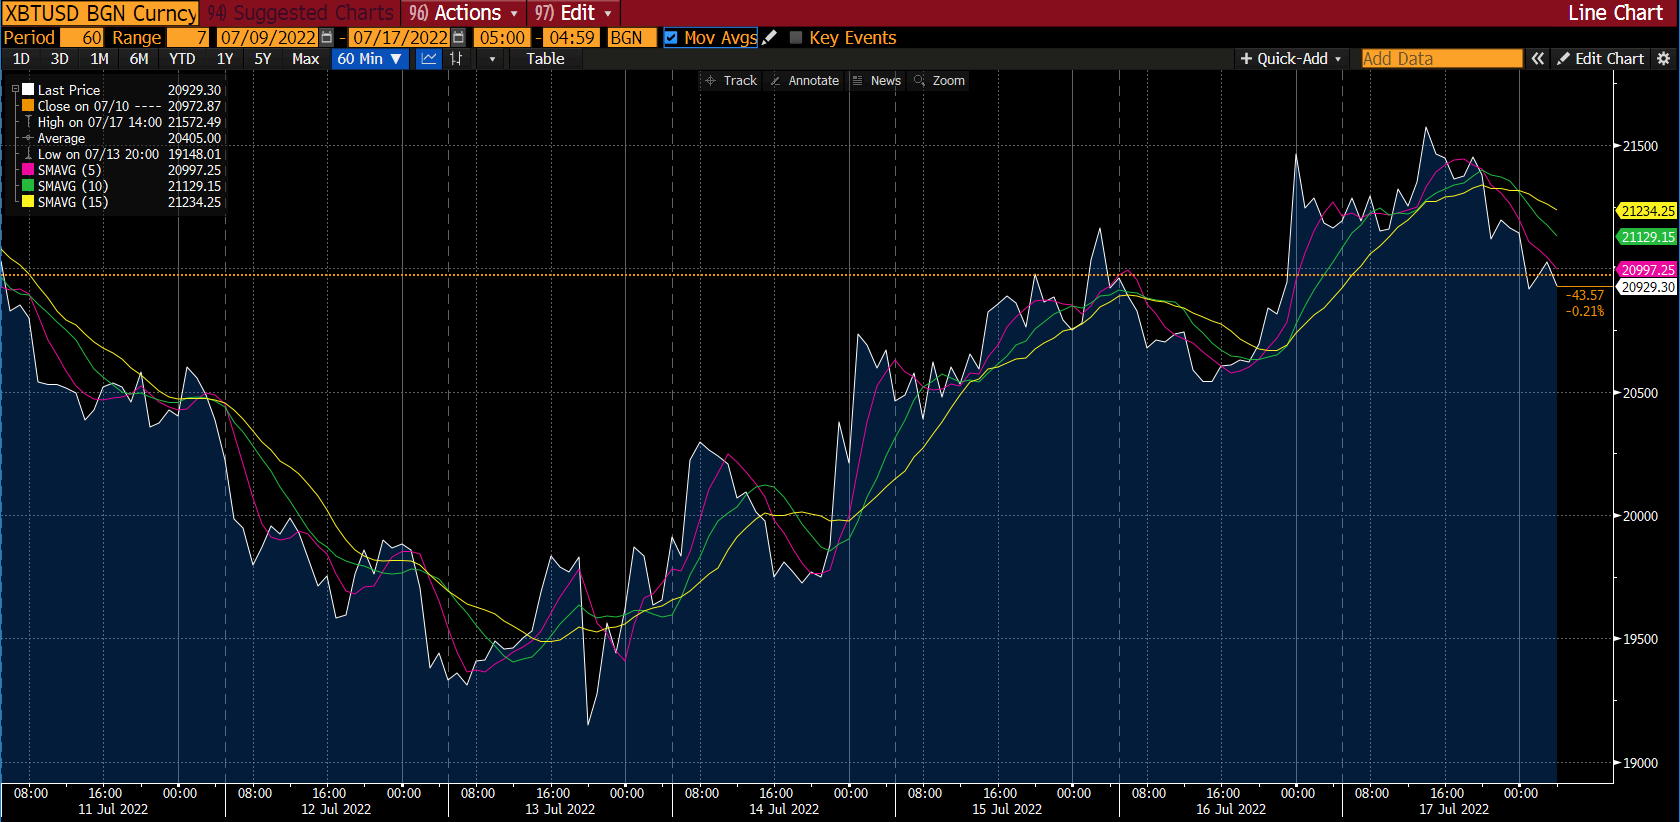 XBTUSD BGN Curncy 94) Suggested Charts 96) Actions 97) Edit Line Chart
Period 60 Range 7 07/09/2022 - 07/17/2022 05:00 - 04:59 BGN Mov Avgs Key Events
1D 3D 1M 6M YTD 1Y 5Y Max 60 Min ▼ Table + Quick-Add Add Data « Edit Chart
Track Annotate News Zoom
Last Price 20929.30
Close on 07/10 ---- 20972.87
High on 07/17 14:00 21572.49
Average 20405.00
Low on 07/13 20:00 19148.01
SMAVG (5) 20997.25
SMAVG (10) 21129.15
SMAVG (15) 21234.25
21500
21234.25
21129.15
20997.25
20929.30
-43.57
-0.21%
20500
20000
19500
19000
08:00 16:00 00:00 08:00 16:00 00:00 08:00 16:00 00:00 08:00 16:00 00:00 08:00 16:00 00:00 08:00 16:00 00:00 08:00 16:00 00:00
11 Jul 2022 12 Jul 2022 13 Jul 2022 14 Jul 2022 15 Jul 2022 16 Jul 2022 17 Jul 2022